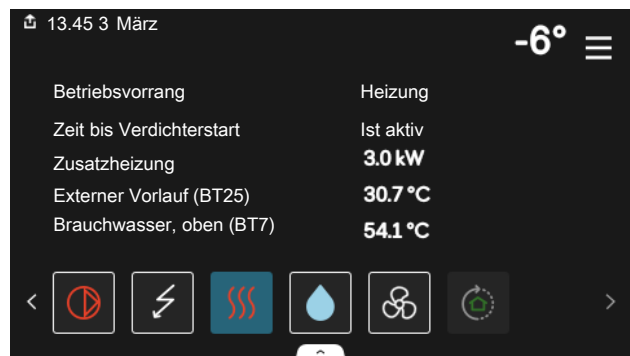 13.45 3 März
-6°
Betriebsvorrang Heizung
Zeit bis Verdichterstart Ist aktiv
Zusatzheizung 3.0 kW
Externer Vorlauf (BT25) 30.7 °C
Brauchwasser, oben (BT7) 54.1 °C